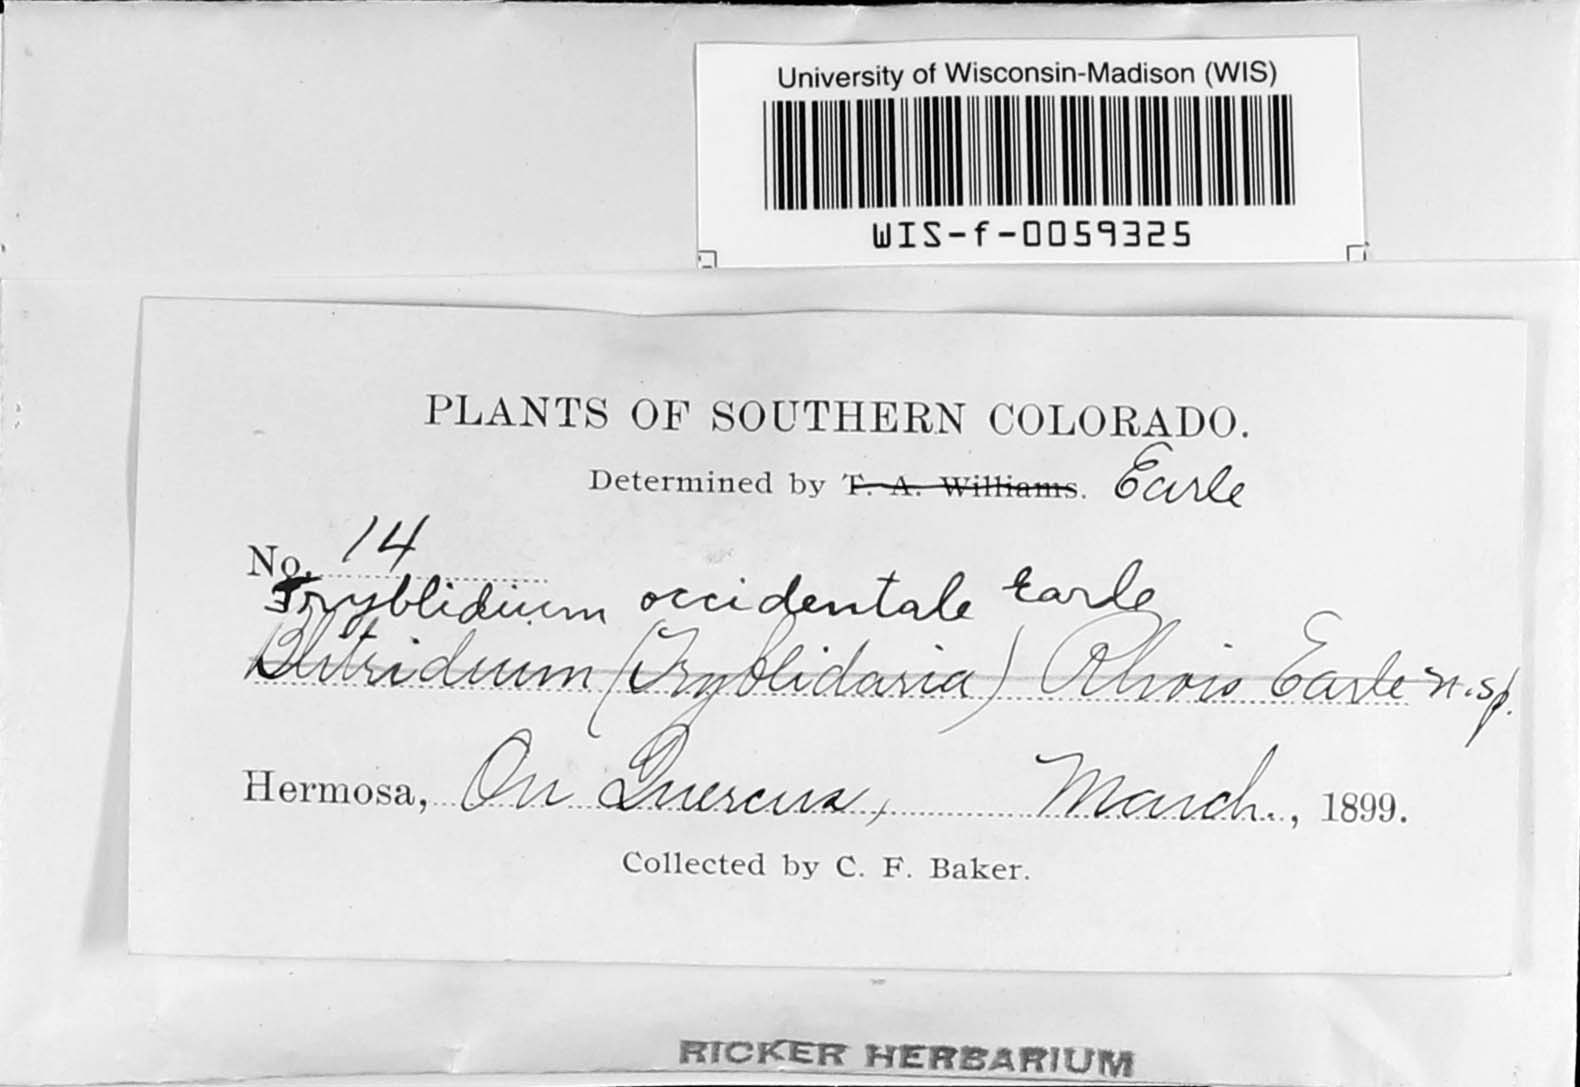 University of Wisconsin-Madison (WIS)
WIS-f-0059325
PLANTS OF SOUTHERN COLORADO.
Determined by T. A. Williams. Earle
No. 14
Tryblidium occidentale Earle
Blitridium (Tryblidaria) Rhois Earle n. sp.
Hermosa, On Quercus, March., 1899.
Collected by C. F. Baker.
RICKER HERBARIUM